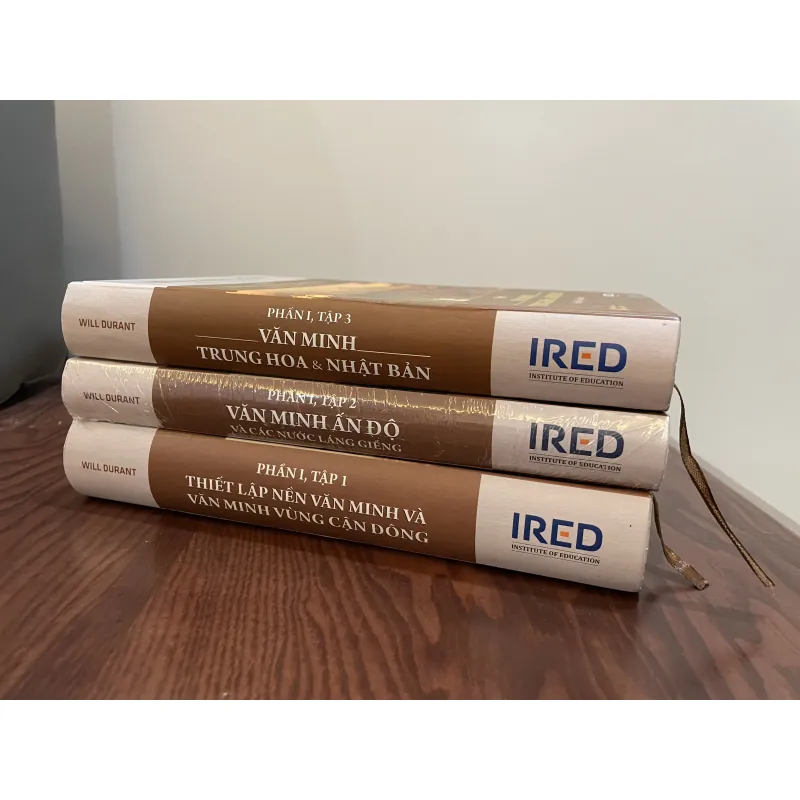 WILL DURANT
PHẦN I, TẬP 3
VĂN MINH
TRUNG HOA & NHẬT BẢN
IRED
INSTITUTE OF EDUCATION
WILL DURANT
PHẦN I, TẬP 2
VĂN MINH ẤN ĐỘ
VÀ CÁC NƯỚC LÁNG GIỀNG
IRED
INSTITUTE OF EDUCATION
WILL DURANT
PHẦN I, TẬP 1
THIẾT LẬP NỀN VĂN MINH VÀ
VĂN MINH VÙNG CẬN ĐÔNG
IRED
INSTITUTE OF EDUCATION